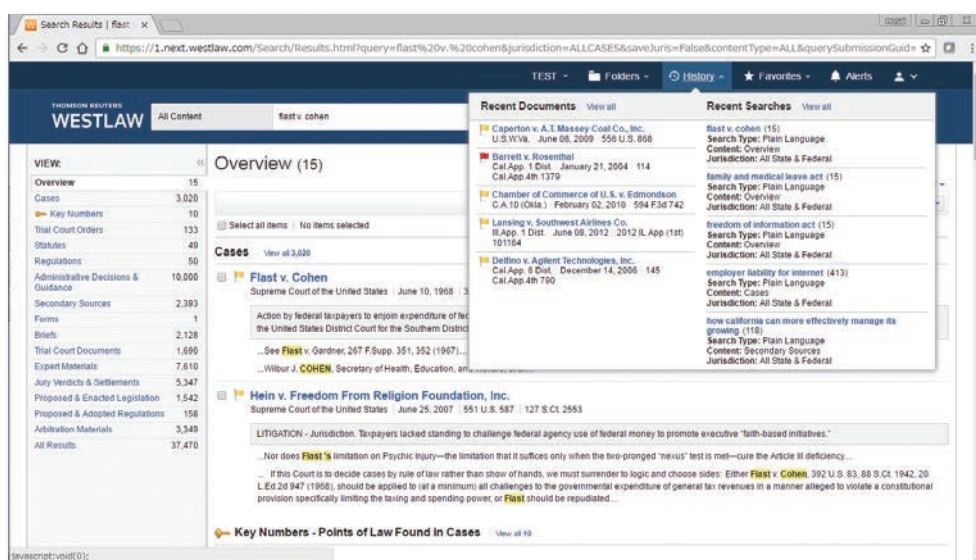 Search Results | flast
https://1.next.westlaw.com/Search/Results.html?query=flast%20v.%20cohen&jurisdiction=ALLCASES&saveJuris=False&contentType=ALL&querySubmissionGuid=
TEST
Folders
History
Favorites
Alerts
THOMSON REUTERS
WESTLAW
All Content
flast v. cohen
Recent Documents View all
Caperton v. A.T. Massey Coal Co., Inc.
U.S.W.Va. June 08, 2009 556 U.S. 868
Barrett v. Rosenthal
Cal.App. 1 Dist. January 21, 2004 114
Cal.App.4th 1379
Chamber of Commerce of U.S. v. Edmondson
C.A.10 (Okla.) February 02, 2010 594 F.3d 742
Lansing v. Southwest Airlines Co.
Ill.App. 1 Dist. June 08, 2012 2012 IL App (1st)
101164
Delfino v. Agilent Technologies, Inc.
Cal.App. 6 Dist. December 14, 2006 145
Cal.App.4th 790
Recent Searches View all
flast v. cohen (15)
Search Type: Plain Language
Content: Overview
Jurisdiction: All State & Federal
family and medical leave act (15)
Search Type: Plain Language
Content: Overview
Jurisdiction: All State & Federal
freedom of information act (15)
Search Type: Plain Language
Content: Overview
Jurisdiction: All State & Federal
employer liability for internet (413)
Search Type: Plain Language
Content: Cases
Jurisdiction: All State & Federal
how california can more effectively manage its
growing (118)
Search Type: Plain Language
Content: Secondary Sources
Jurisdiction: All State & Federal
VIEW:
Overview 15
Cases 3,020
Key Numbers 10
Trial Court Orders 133
Statutes 49
Regulations 50
Administrative Decisions & 10,000
Guidance
Secondary Sources 2,393
Forms 1
Briefs 2,128
Trial Court Documents 1,690
Expert Materials 7,610
Jury Verdicts & Settlements 5,347
Proposed & Enacted Legislation 1,542
Proposed & Adopted Regulations 158
Arbitration Materials 3,349
All Results 37,470
Overview (15)
Select all items No items selected
Cases View all 3,020
Flast v. Cohen
Supreme Court of the United States June 10, 1968 3
Action by federal taxpayers to enjoin expenditure of fed
the United States District Court for the Southern District
...See Flast v. Gardner, 267 F.Supp. 351, 352 (1967)....
...Wilbur J. COHEN, Secretary of Health, Education, and
Hein v. Freedom From Religion Foundation, Inc.
Supreme Court of the United States June 25, 2007 551 U.S. 587 127 S.Ct. 2553
LITIGATION - Jurisdiction. Taxpayers lacked standing to challenge federal agency use of federal money to promote executive "faith-based initiatives."
...Nor does Flast 's limitation on Psychic Injury—the limitation that it suffices only when the two-pronged "nexus" test is met—cure the Article III deficiency....
... If this Court is to decide cases by rule of law rather than show of hands, we must surrender to logic and choose sides: Either Flast v. Cohen, 392 U.S. 83, 88 S.Ct. 1942, 20
L.Ed.2d 947 (1968), should be applied to (at a minimum) all challenges to the governmental expenditure of general tax revenues in a manner alleged to violate a constitutional
provision specifically limiting the taxing and spending power, or Flast should be repudiated....
Key Numbers - Points of Law Found in Cases View all 10
javascript:void(0);